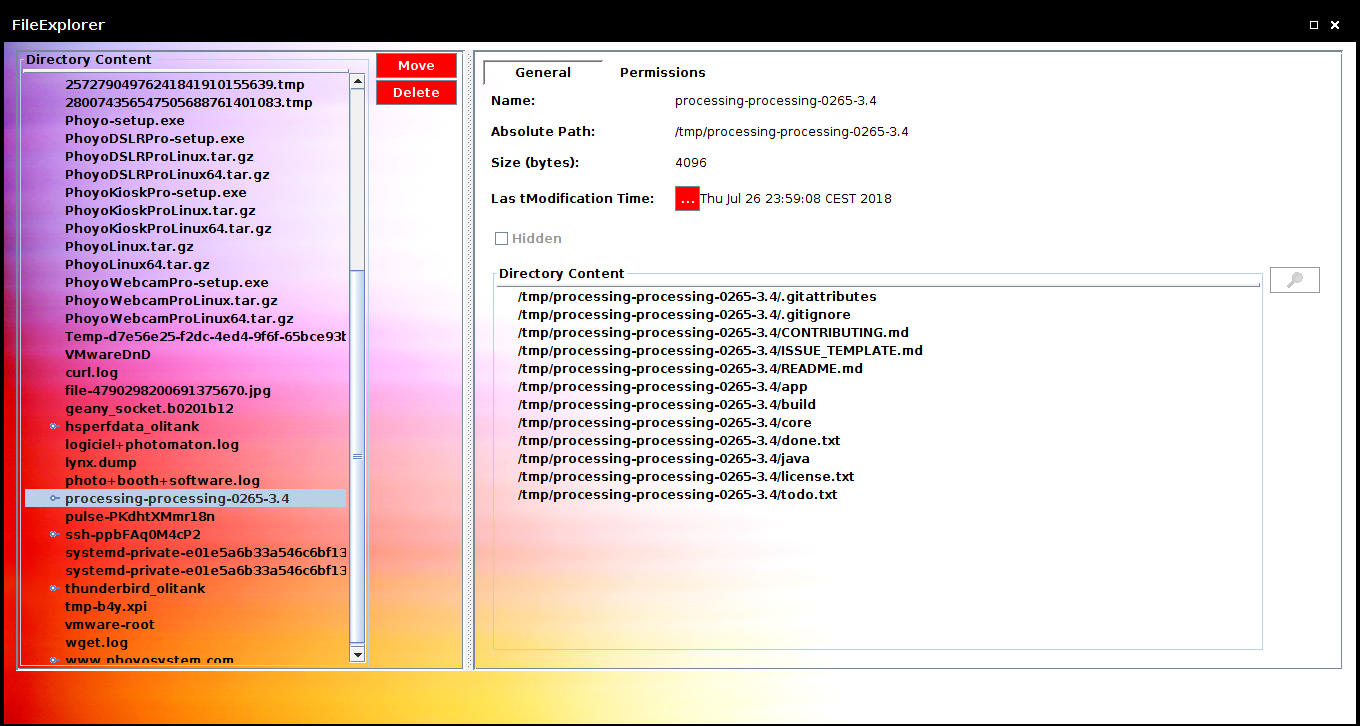 FileExplorer
Directory Content
Move
Delete
25727904976241841910155639.tmp
280074356547505688761401083.tmp
Phoyo-setup.exe
PhoyoDSLRPro-setup.exe
PhoyoDSLRProLinux.tar.gz
PhoyoDSLRProLinux64.tar.gz
PhoyoKioskPro-setup.exe
PhoyoKioskProLinux.tar.gz
PhoyoKioskProLinux64.tar.gz
PhoyoLinux.tar.gz
PhoyoLinux64.tar.gz
PhoyoWebcamPro-setup.exe
PhoyoWebcamProLinux.tar.gz
PhoyoWebcamProLinux64.tar.gz
Temp-d7e56e25-f2dc-4ed4-9f6f-65bce93b
VMwareDnD
curl.log
file-4790298200691375670.jpg
geany_socket.b0201b12
hsperfdata_olitank
logiciel+photomaton.log
lynx.dump
photo+booth+software.log
processing-processing-0265-3.4
pulse-PKdhtXMmr18n
ssh-ppbFAq0M4cP2
systemd-private-e01e5a6b33a546c6bf13
systemd-private-e01e5a6b33a546c6bf13
thunderbird_olitank
tmp-b4y.xpi
vmware-root
wget.log
www.phoyosystem.com
General Permissions
Name: processing-processing-0265-3.4
Absolute Path: /tmp/processing-processing-0265-3.4
Size (bytes): 4096
Las tModification Time: ... Thu Jul 26 23:59:08 CEST 2018
Hidden
Directory Content
/tmp/processing-processing-0265-3.4/.gitattributes
/tmp/processing-processing-0265-3.4/.gitignore
/tmp/processing-processing-0265-3.4/CONTRIBUTING.md
/tmp/processing-processing-0265-3.4/ISSUE_TEMPLATE.md
/tmp/processing-processing-0265-3.4/README.md
/tmp/processing-processing-0265-3.4/app
/tmp/processing-processing-0265-3.4/build
/tmp/processing-processing-0265-3.4/core
/tmp/processing-processing-0265-3.4/done.txt
/tmp/processing-processing-0265-3.4/java
/tmp/processing-processing-0265-3.4/license.txt
/tmp/processing-processing-0265-3.4/todo.txt